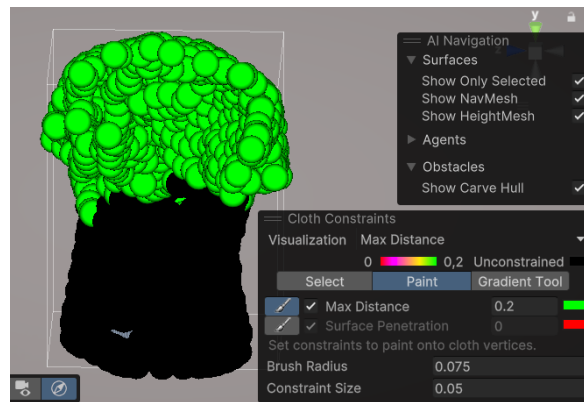 y
AI Navigation
Surfaces
Show Only Selected
Show NavMesh
Show HeightMesh
Agents
Obstacles
Show Carve Hull
Cloth Constraints
Visualization Max Distance
0 0,2 Unconstrained
Select Paint Gradient Tool
Max Distance 0.2
Surface Penetration 0
Set constraints to paint onto cloth vertices.
Brush Radius 0.075
Constraint Size 0.05